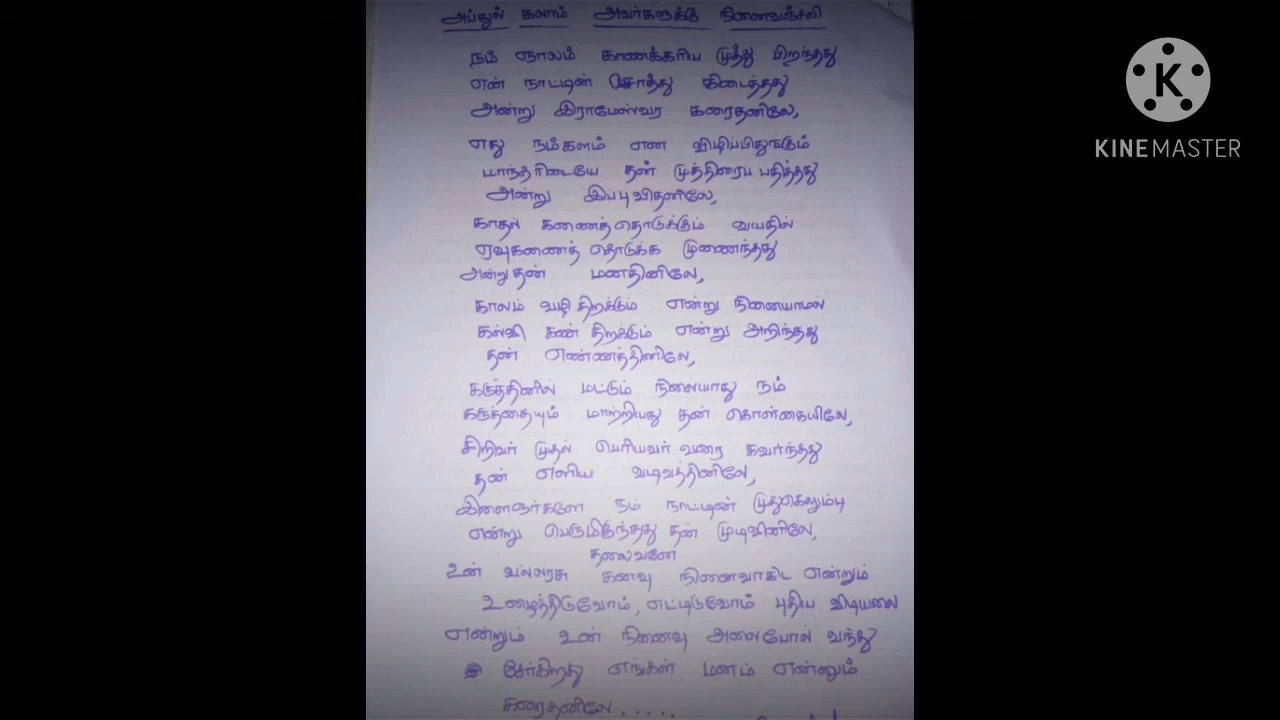 அப்துல் கலாம் அவர்களுக்கு நினைவஞ்சலி
நம் ஞாலம் காணக்கரிய முத்து பிறந்தது
என் நாட்டின் சொத்து கிடைத்தது
அன்று இராமேஸ்வர கரைதனிலே,
எது நம்களம் என விழிப்பிதுங்கும்
மாந்தரிடையே தன் முத்திரைப் பதித்தது
அன்று இப்புவிதனிலே,
காதல் கணைத்தொடுக்கும் வயதில்
ஏவுகணைத் தொடுக்க முணைந்தது
அன்று தன் மனதினிலே,
காலம் வழி திறக்கும் என்று நினையாமல்
கல்வி கண் திறக்கும் என்று அறிந்தது
தன் எண்ணத்தினிலே,
கருத்தினில் மட்டும் நிலையாது நம்
கருத்தையும் மாற்றியது தன் கொள்கையிலே,
சிறிவர் முதல் பெரியவர் வரை கவர்ந்தது
தன் எளிய வடிவத்தினிலே,
இளைஞர்களே நம் நாட்டின் முதுகெலும்பு
என்று பெருமிதந்தது தன் முடிவினிலே,
தலைவனே
உன் வல்லரசு கனவு நினைவாகிட என்றும்
உழைத்திடுவோம், எட்டிடுவோம் புதிய விடியலை
என்றும் உன் நினைவு அலைபோல் வந்து
சேர்கிறது எங்கள் மனம் என்னும்
கரைதனிலே.....
KINEMASTER